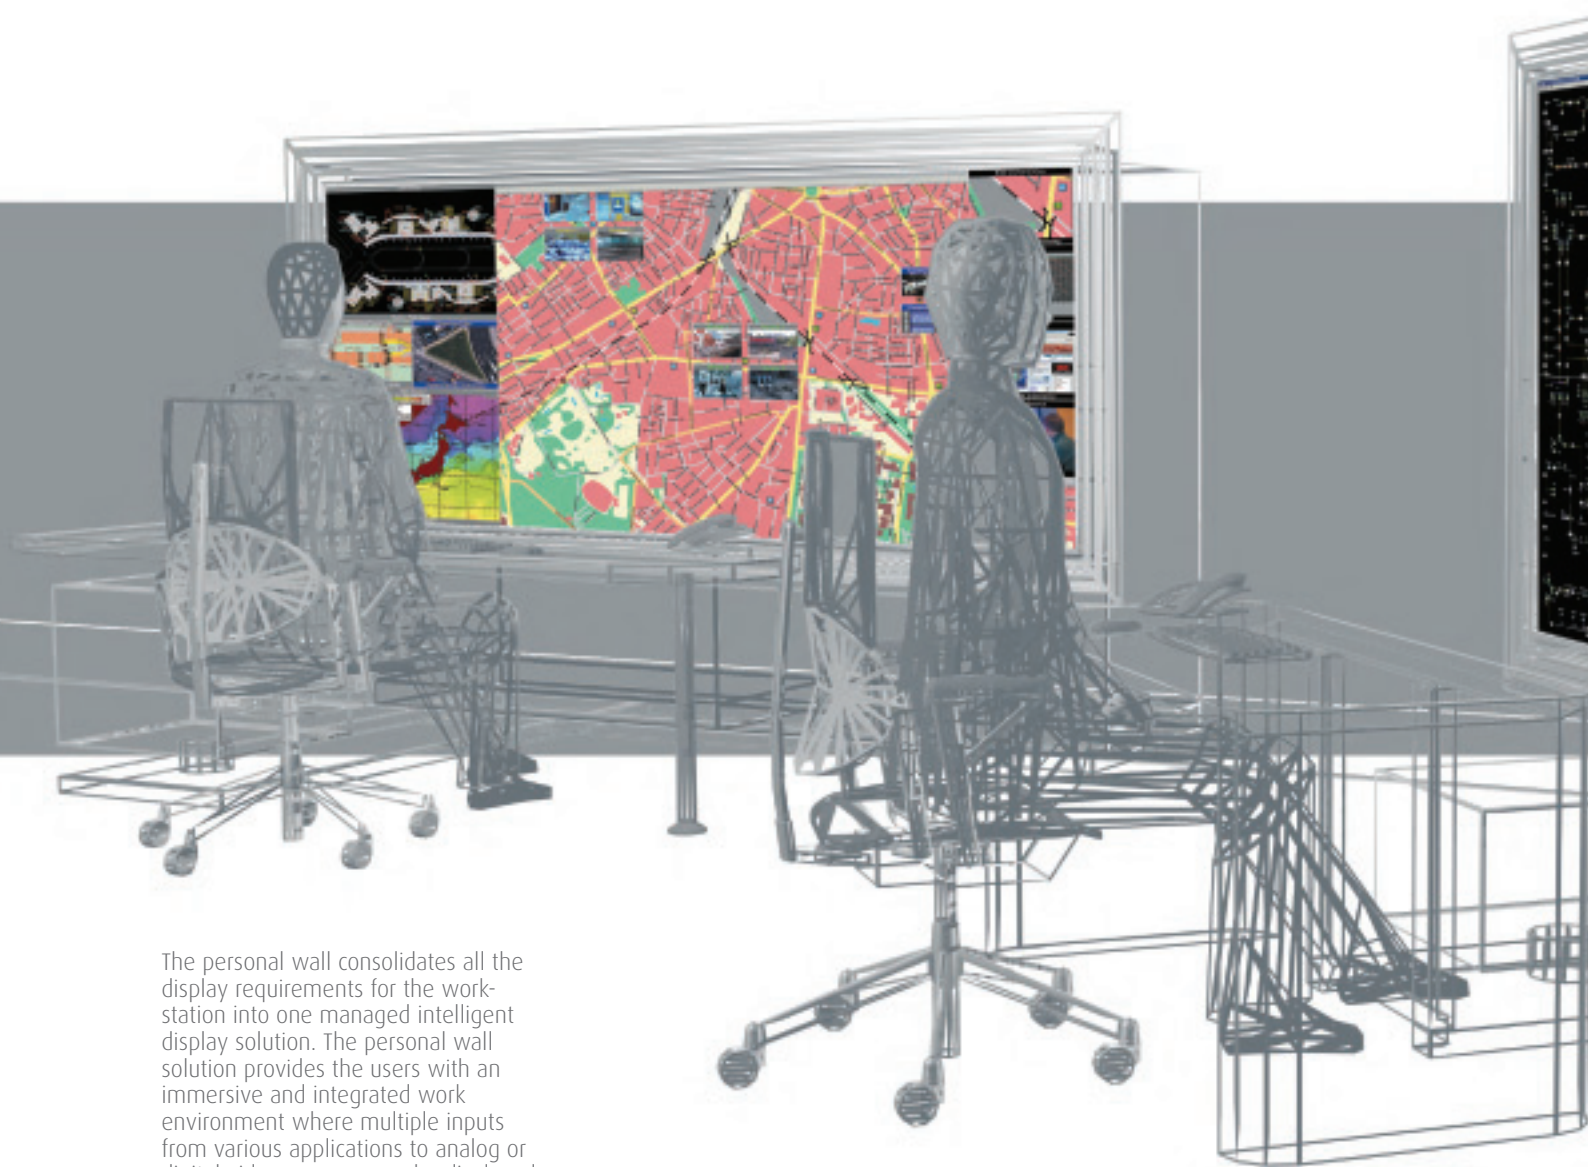 The personal wall consolidates all the
display requirements for the work-
station into one managed intelligent
display solution. The personal wall
solution provides the users with an
immersive and integrated work
environment where multiple inputs
from various applications to analog or